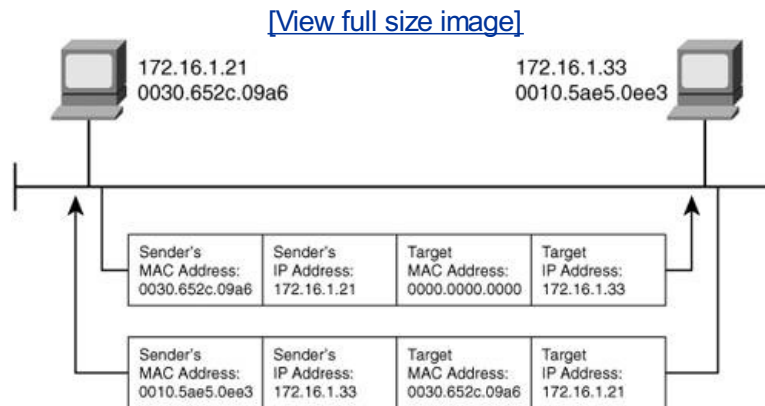 [View full size image]
172.16.1.21
0030.652c.09a6
172.16.1.33
0010.5ae5.0ee3
Sender's
MAC Address:
0030.652c.09a6
Sender's
IP Address:
172.16.1.21
Target
MAC Address:
0000.0000.0000
Target
IP Address:
172.16.1.33
Sender's
MAC Address:
0010.5ae5.0ee3
Sender's
IP Address:
172.16.1.33
Target
MAC Address:
0030.652c.09a6
Target
IP Address:
172.16.1.21